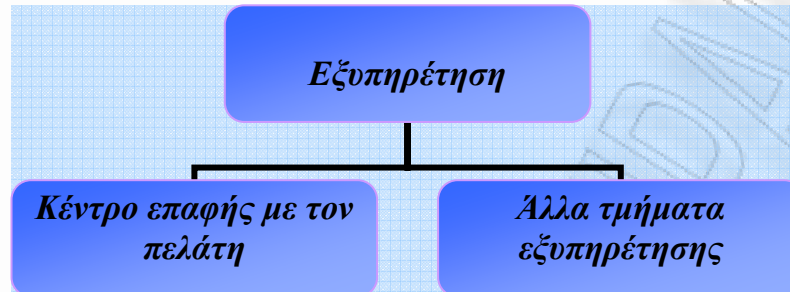 Εξυπηρέτηση
Κέντρο επαφής με τον
πελάτη
Άλλα τμήματα
εξυπηρέτησης